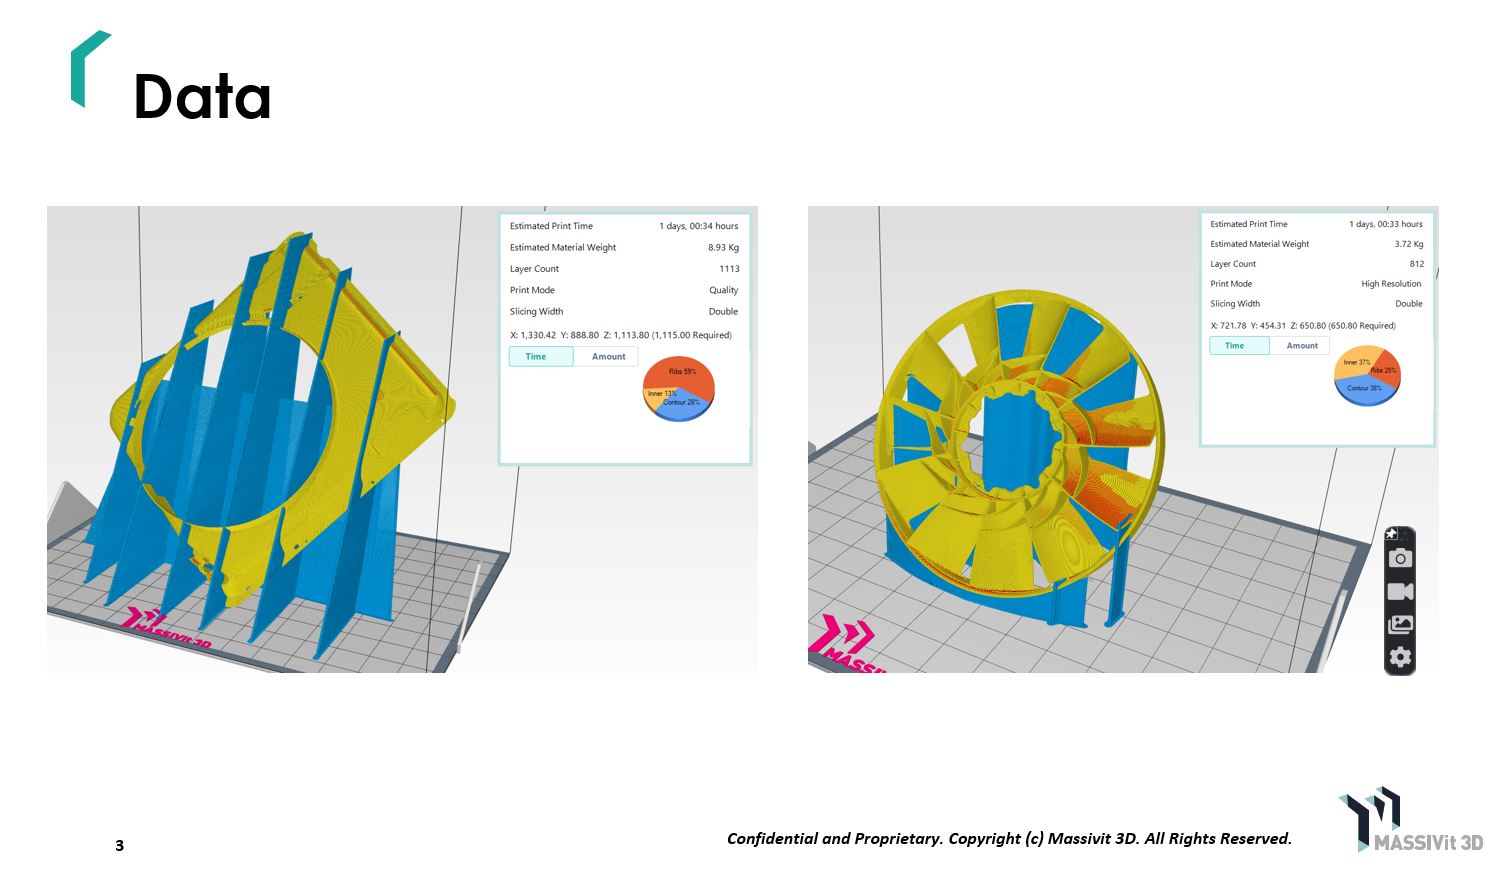 Data
Estimated Print Time 1 days, 00:34 hours
Estimated Material Weight 8.93 Kg
Layer Count 1113
Print Mode Quality
Slicing Width Double
X: 1,330.42 Y: 888.80 Z: 1,113.80 (1,115.00 Required)
Time Amount
Ribs 59%
Inner 13%
Contour 28%
MASSIVit 3D
Estimated Print Time 1 days, 00:33 hours
Estimated Material Weight 3.72 Kg
Layer Count 812
Print Mode High Resolution
Slicing Width Double
X: 721.78 Y: 454.31 Z: 650.80 (650.80 Required)
Time Amount
Inner 37%
Ribs 25%
Contour 38%
MASSIV
3
Confidential and Proprietary. Copyright (c) Massivit 3D. All Rights Reserved.
MASSIVit 3D